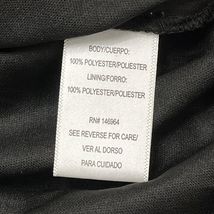 BODY/CUERPO:
100% POLYESTER/POLIESTER
LINING/FORRO:
100% POLYESTER/POLIESTER
RN# 146964
SEE REVERSE FOR CARE/
VER AL DORSO
PARA CUIDADO